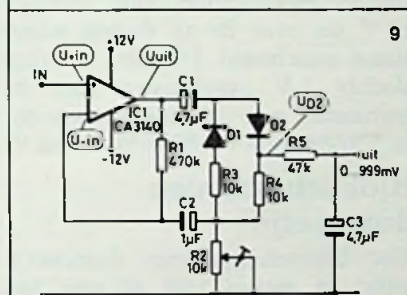 9
U+in
12V
Uuit
IN
IC1
CA3140
U-in
-12V
C1
4,7µF
D1
D2
UD2
R5
47k
uit
0...999mV
R1
470k
R3
10k
R4
10k
C2
1µF
R2
10k
C3
4,7µF